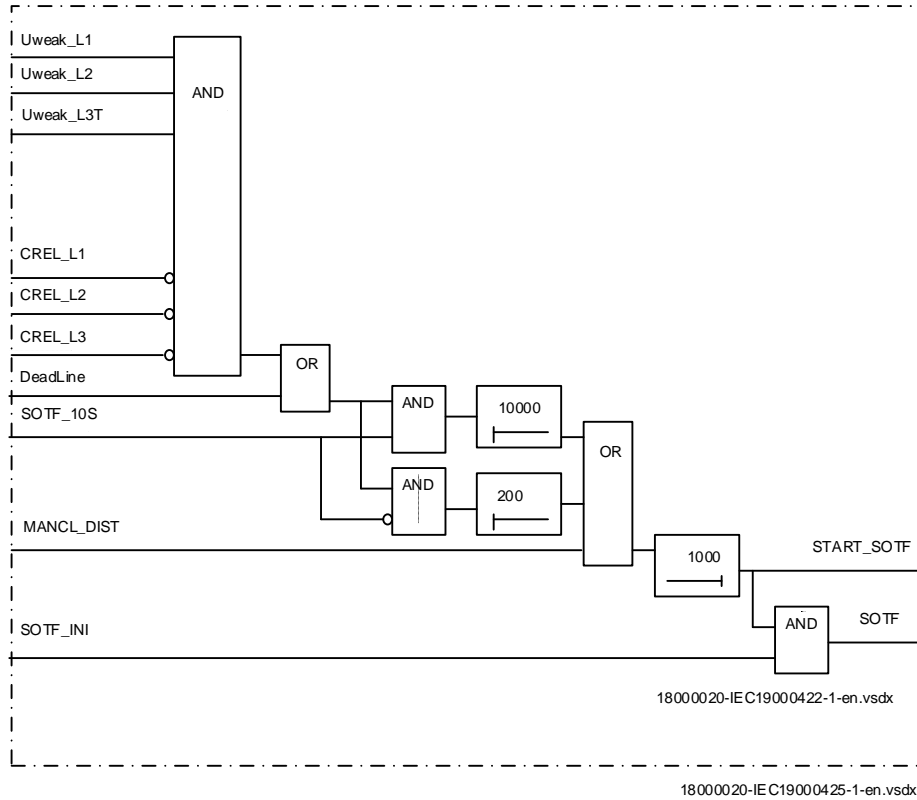 Uweak_L1
Uweak_L2
AND
Uweak_L3T
CREL_L1
CREL_L2
CREL_L3
OR
DeadLine
SOTF_10S
AND
10000
OR
AND
200
MANCL_DIST
1000
START_SOTF
SOTF_INI
AND
SOTF
18000020-IEC19000422-1-en.vsdx
18000020-IEC19000425-1-en.vsdx